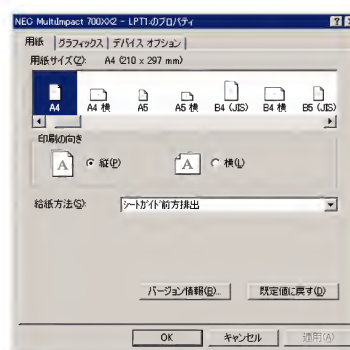 NEC MultiImpact 700XX2 - LPT1のプロパティ
用紙 グラフィックス デバイス オプション
用紙サイズ(Z): A4 (210 x 297 mm)
A4 A4 横 A5 A5 横 B4 (JIS) B4 横 B5 (JIS)
印刷の向き
A 縦(P) A 横(L)
給紙方法(S): シートガイド前方排出
バージョン情報(B)... 既定値に戻す(D)
OK キャンセル 適用(A)